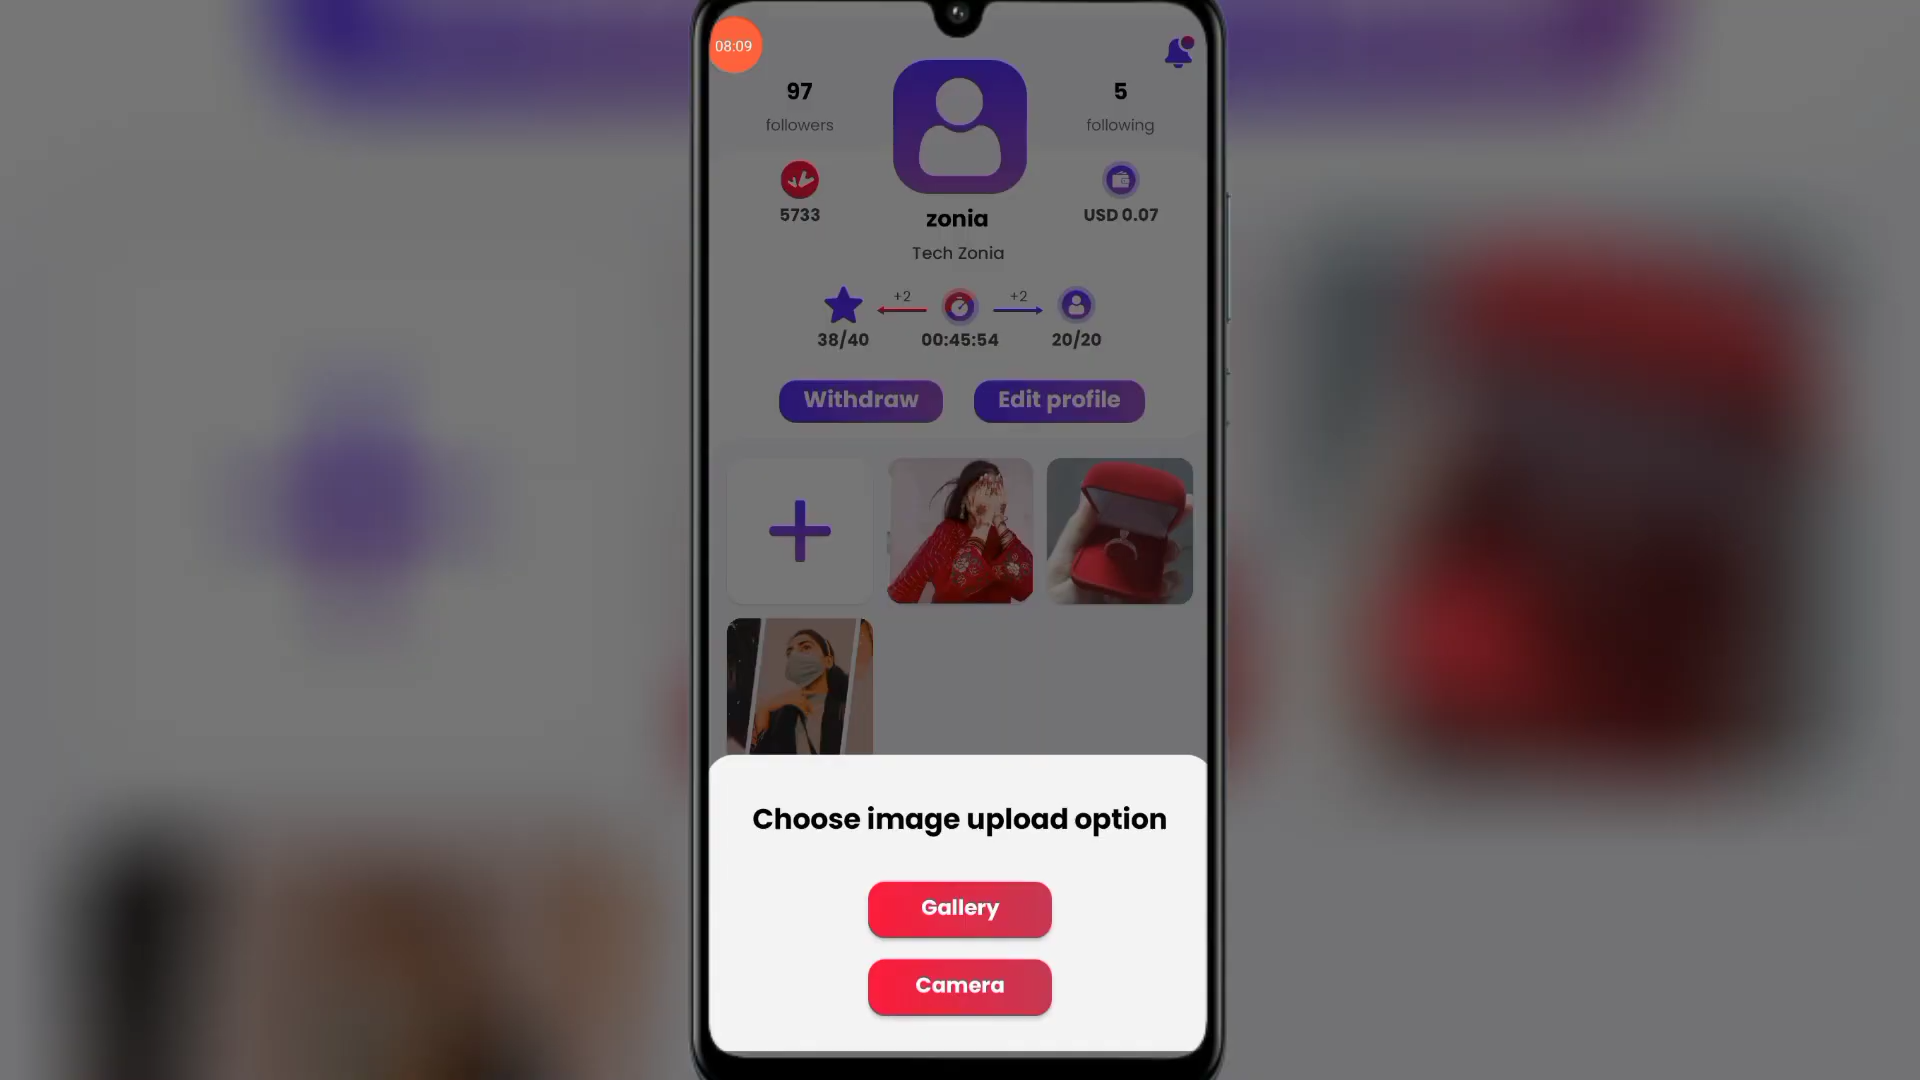 08:09
97
followers
5
following
5733
USD 0.07
zonia
Tech Zonia
+2
+2
38/40
00:45:54
20/20
Withdraw
Edit profile
Choose image upload option
Gallery
Camera